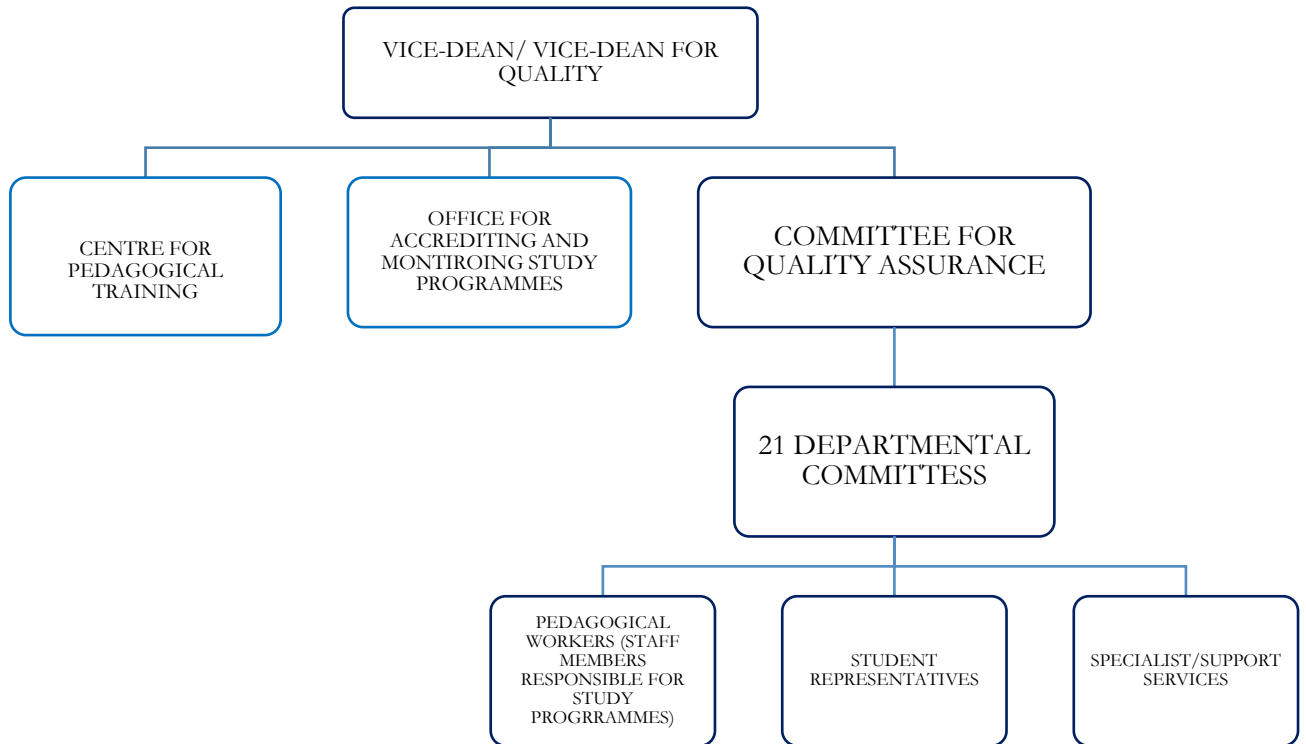 VICE-DEAN/ VICE-DEAN FOR
QUALITY
CENTRE FOR
PEDAGOGICAL
TRAINING
OFFICE FOR
ACCREDITING AND
MONTIROING STUDY
PROGRAMMES
COMMITTEE FOR
QUALITY ASSURANCE
21 DEPARTMENTAL
COMMITTESS
PEDAGOGICAL
WORKERS (STAFF
MEMBERS
RESPONSIBLE FOR
STUDY
PROGRRAMMES)
STUDENT
REPRESENTATIVES
SPECIALIST/SUPPORT
SERVICES